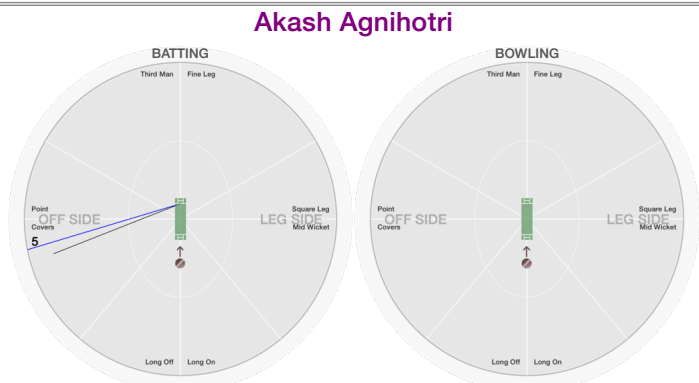 Akash Agnihotri
BATTING
Third Man
Fine Leg
Point
OFF SIDE
Covers
5
Square Leg
LEG SIDE
Mid Wicket
Long Off
Long On
BOWLING
Third Man
Fine Leg
Point
OFF SIDE
Covers
Square Leg
LEG SIDE
Mid Wicket
Long Off
Long On